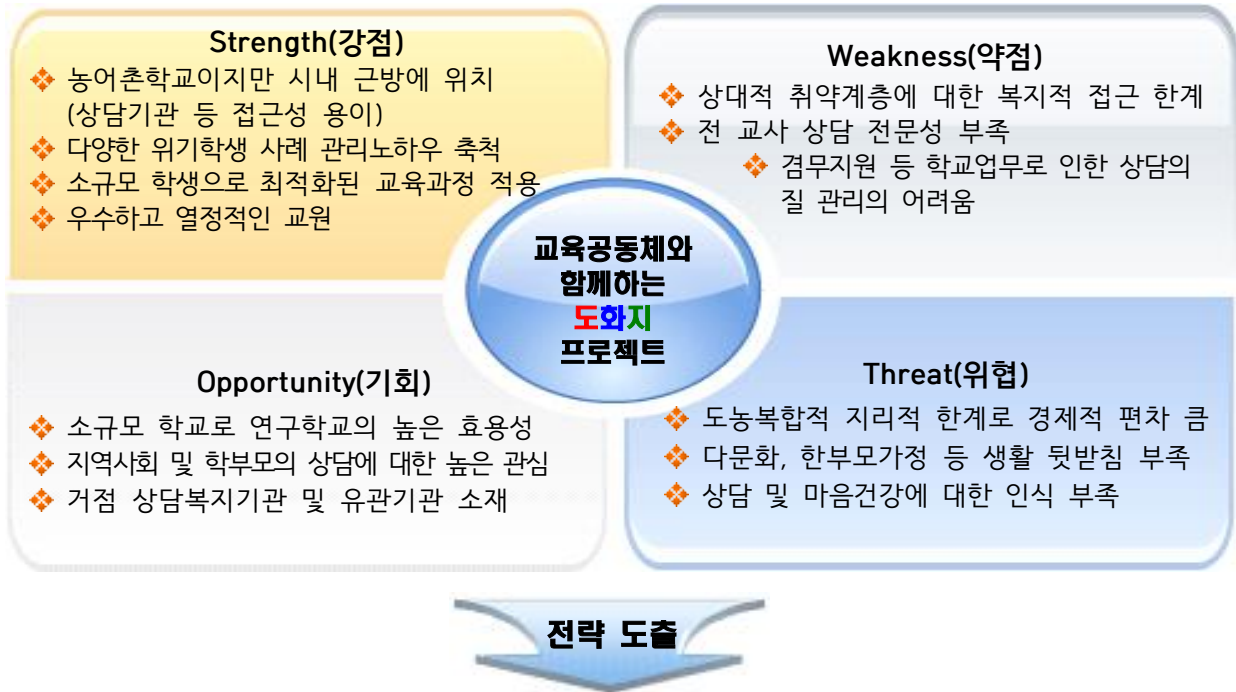 Strength(강점)
농어촌학교이지만 시내 근방에 위치
(상담기관 등 접근성 용이)
다양한 위기학생 사례 관리노하우 축척
소규모 학생으로 최적화된 교육과정 적용
우수하고 열정적인 교원
Weakness(약점)
상대적 취약계층에 대한 복지적 접근 한계
전 교사 상담 전문성 부족
겸무지원 등 학교업무로 인한 상담의
질 관리의 어려움
교육공동체와
함께하는
도화지
프로젝트
Opportunity(기회)
소규모 학교로 연구학교의 높은 효용성
지역사회 및 학부모의 상담에 대한 높은 관심
거점 상담복지기관 및 유관기관 소재
Threat(위협)
도농복합적 지리적 한계로 경제적 편차 큼
다문화, 한부모가정 등 생활 뒷받침 부족
상담 및 마음건강에 대한 인식 부족
전략 도출